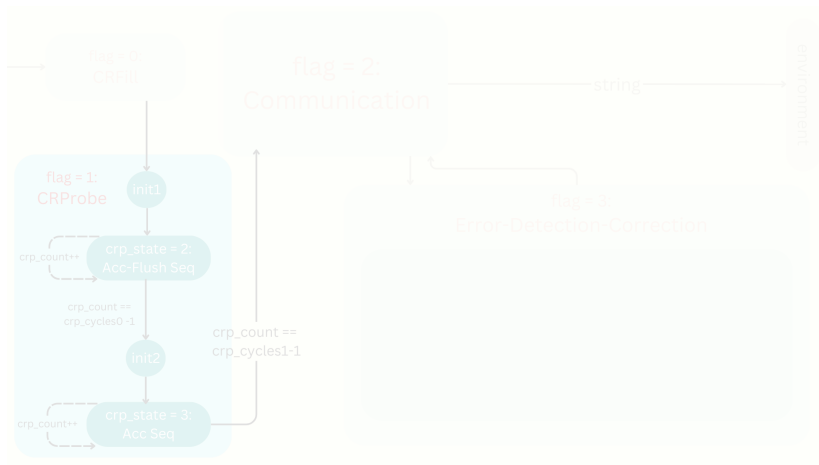 flag = 0:
CRFill
flag = 2:
Communication
string
environment
flag = 1:
CRProbe
init1
flag = 3
Error-Detection-Correction
crp_state = 2:
Acc-Flush Seq
crp_count++
crp_count ==
crp_cycles0 -1
crp_count ==
crp_cycles1-1
init2
crp_state = 3:
Acc Seq
crp_count++